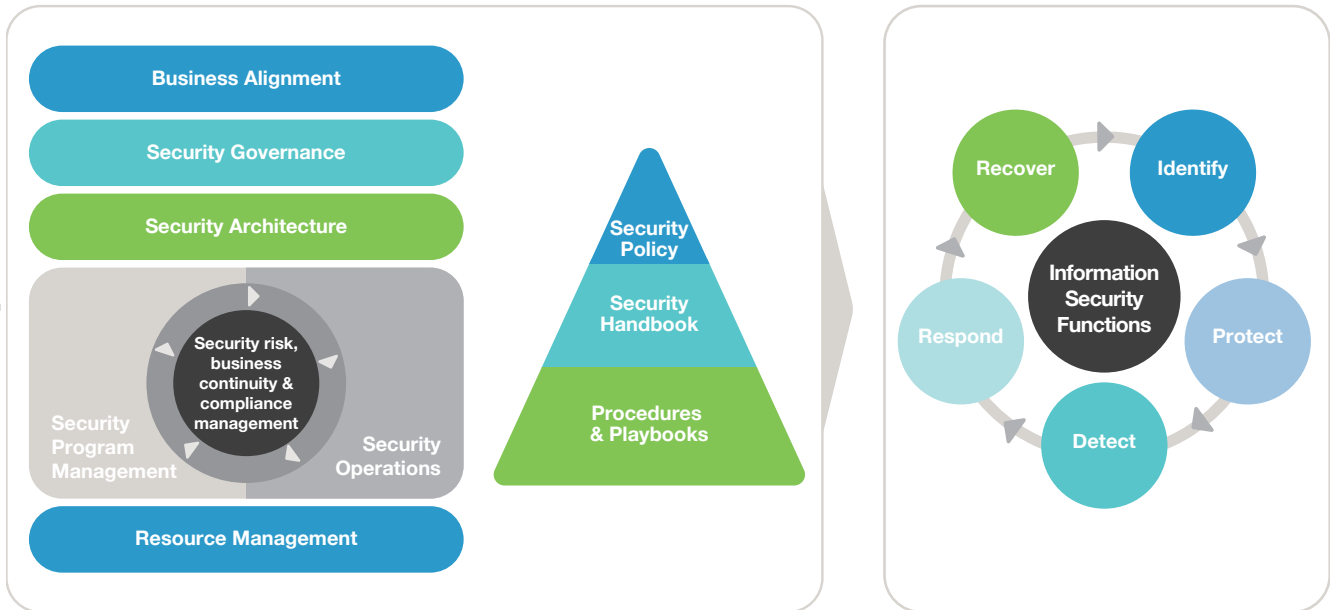 Business Alignment
Security Governance
Security Architecture
Security risk,
business
continuity &
compliance
management
Security
Program
Management
Security
Operations
Resource Management
Security
Policy
Security
Handbook
Procedures
& Playbooks
Recover
Identify
Information
Security
Functions
Respond
Protect
Detect